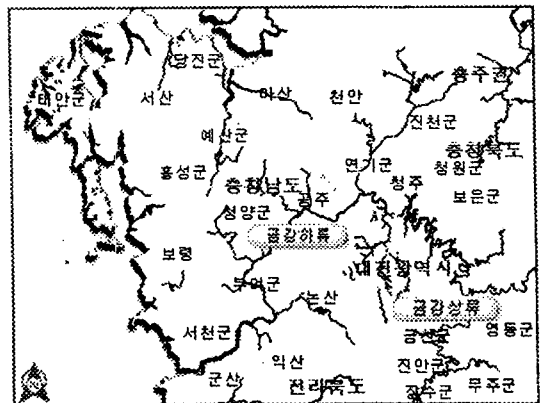 당진군
태안군
서산
아산
천안
충주권
진천군
예산군
충청북도
연기군
청원군
홍성군
충청남도
청주
보은군
공주
청양군
금강하류
보령
대전광역시
부여군
논산
금강상류
서천군
영동군
익산
진안군
군산
전라북도
장수군
무주군